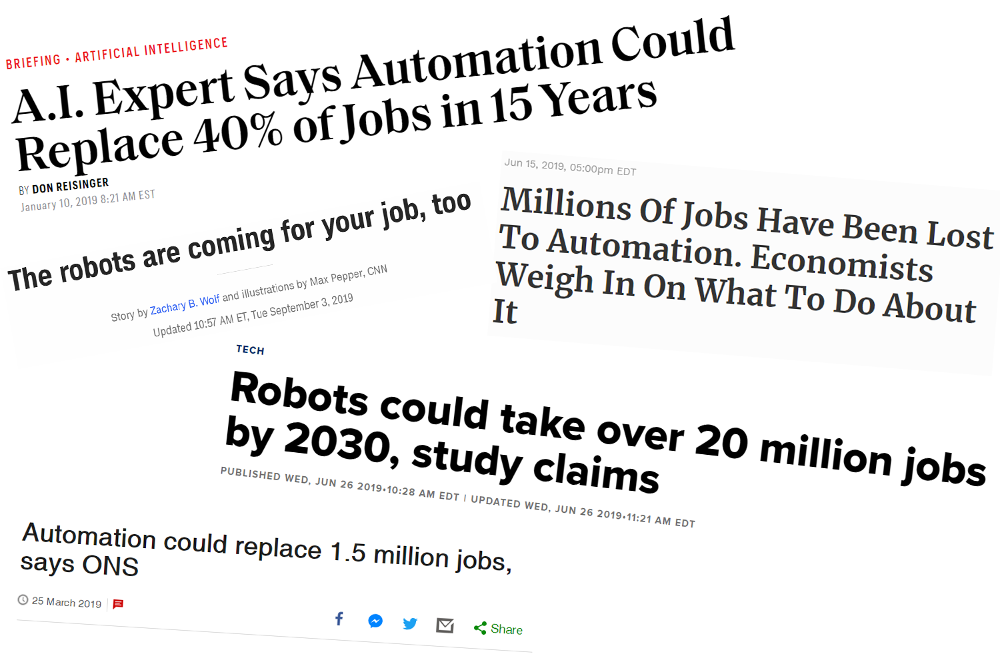 BRIEFING • ARTIFICIAL INTELLIGENCE
A.I. Expert Says Automation Could
Replace 40% of Jobs in 15 Years
BY DON REISINGER
January 10, 2019 8:21 AM EST
The robots are coming for your job, too
Story by Zachary B. Wolf and illustrations by Max Pepper, CNN
Updated 10:57 AM ET, Tue September 3, 2019
Jun 15, 2019, 05:00pm EDT
Millions Of Jobs Have Been Lost
To Automation. Economists
Weigh In On What To Do About
It
TECH
Robots could take over 20 million jobs
by 2030, study claims
PUBLISHED WED, JUN 26 2019•10:28 AM EDT | UPDATED WED, JUN 26 2019•11:21 AM EDT
Automation could replace 1.5 million jobs,
says ONS
25 March 2019
Share